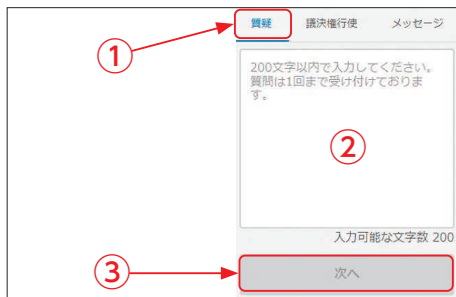 質疑 議決権行使 メッセージ
①
200文字以内で入力してください。
質問は1回まで受け付けておりま
す。
②
入力可能な文字数 200
③
次へ